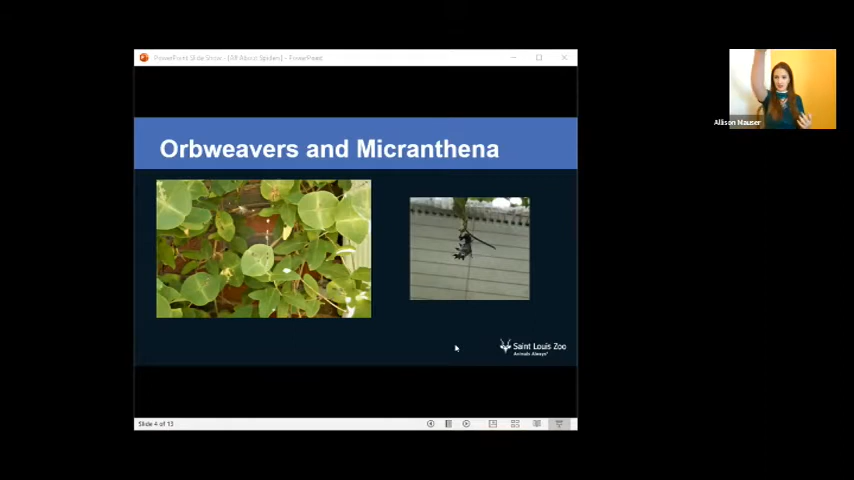 PowerPoint Slide Show - [All About Spiders] - PowerPoint
Allison Mauser
Orbweavers and Micranthena
Saint Louis Zoo
Animals Always®
Slide 4 of 13